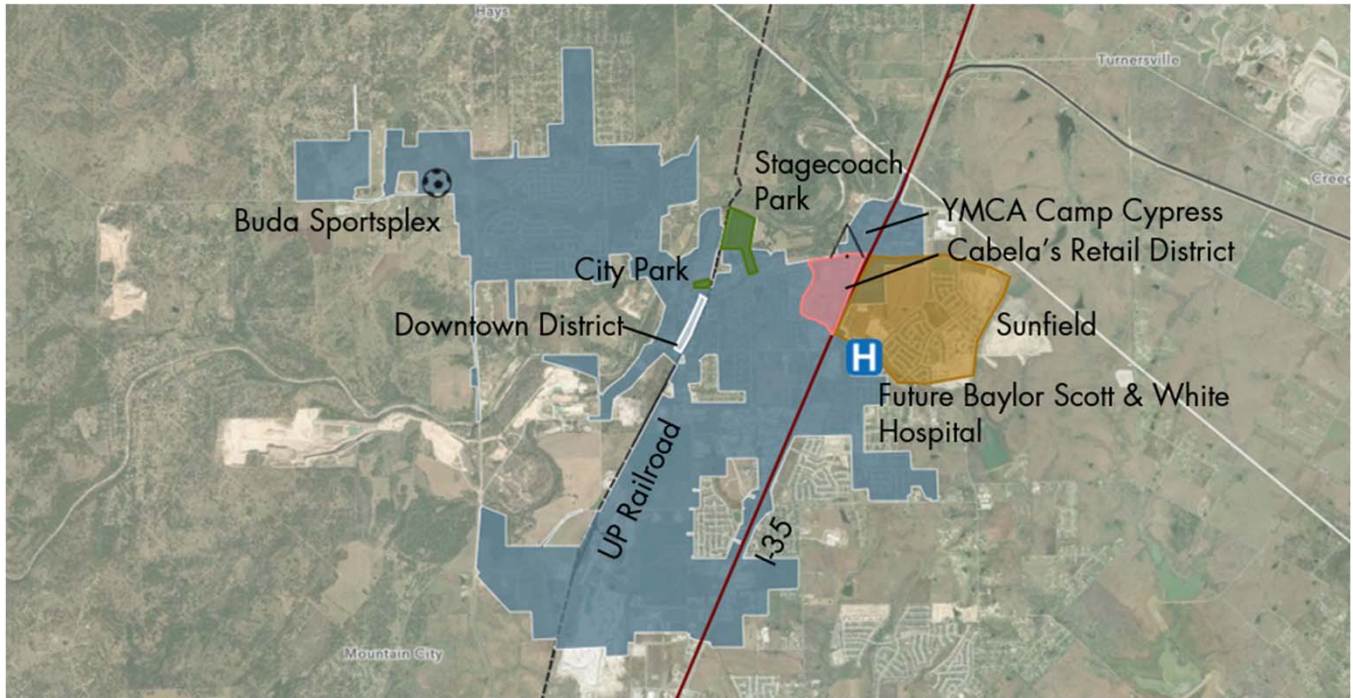 Hays
Turnersville
Stagecoach
Park
Creed
Buda Sportsplex
YMCA Camp Cypress
Cabela's Retail District
City Park
Downtown District
Sunfield
H
Future Baylor Scott & White
Hospital
UP Railroad
I-35
Mountain City